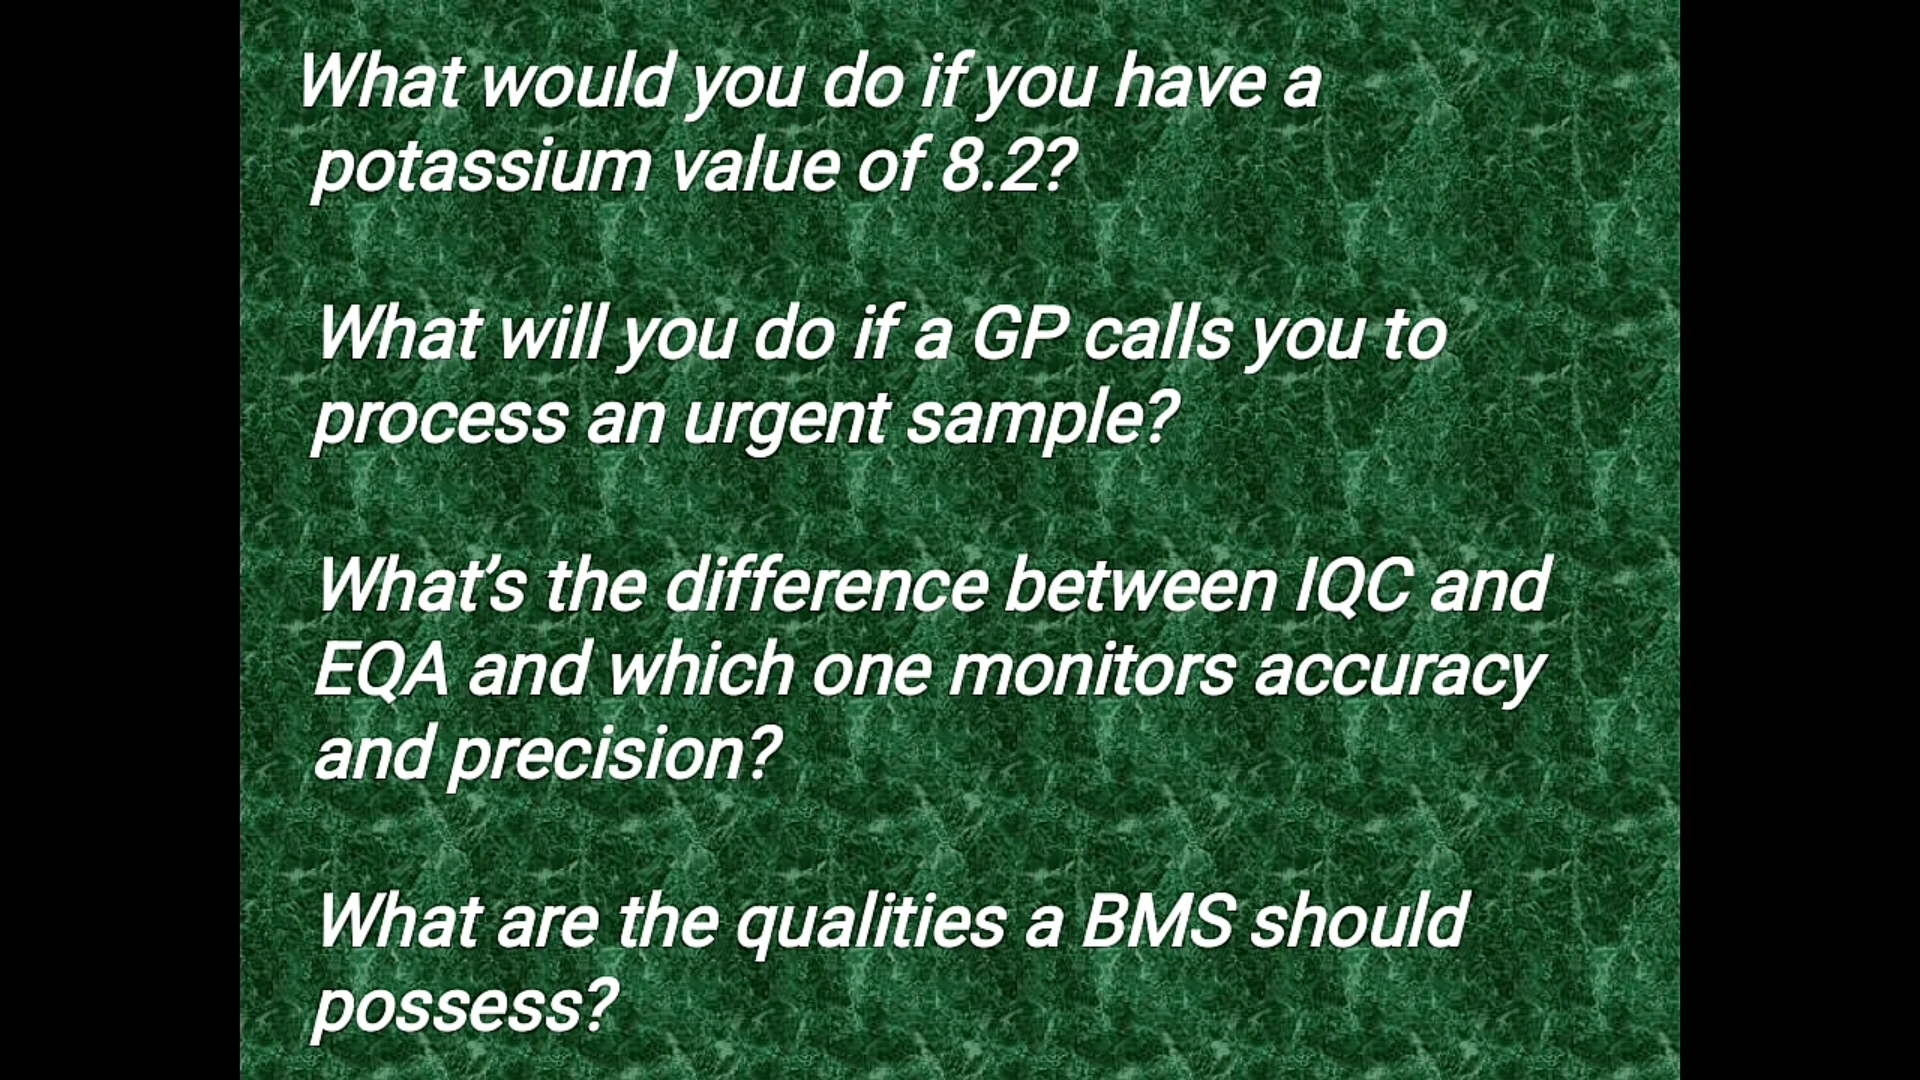 What would you do if you have a
potassium value of 8.2?
What will you do if a GP calls you to
process an urgent sample?
What’s the difference between IQC and
EQA and which one monitors accuracy
and precision?
What are the qualities a BMS should
possess?